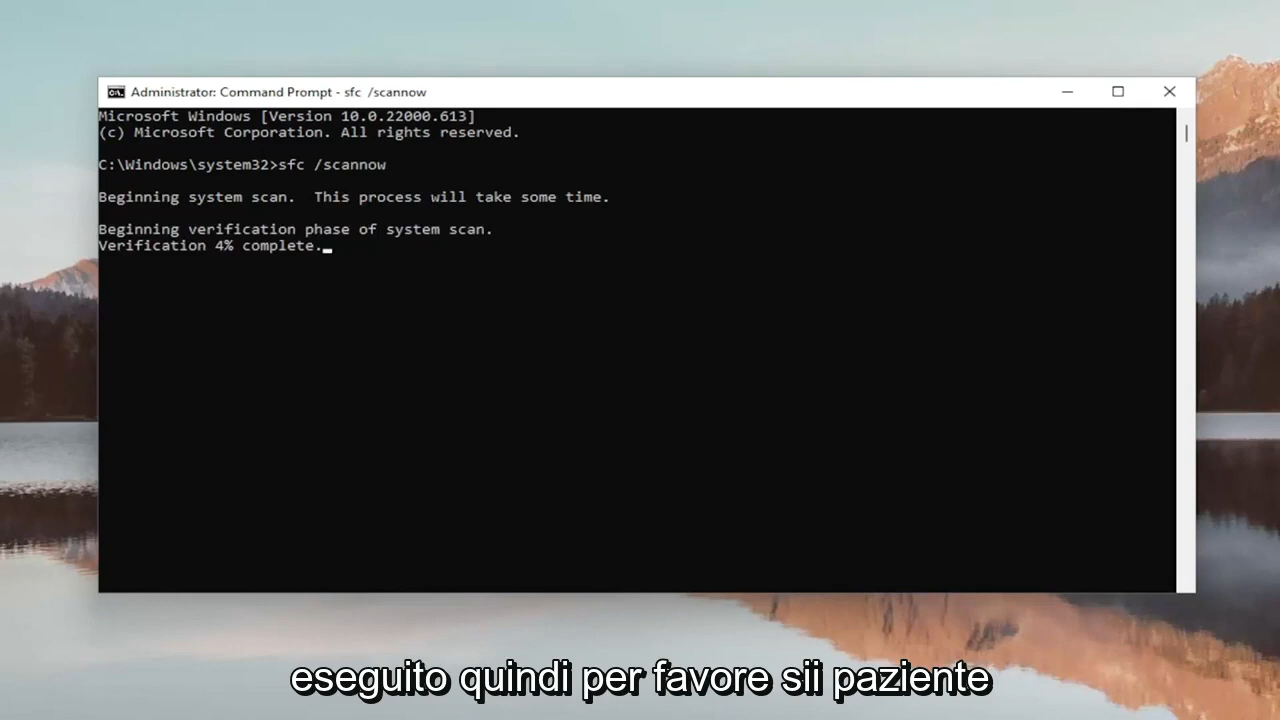 Administrator: Command Prompt - sfc /scannow
Microsoft Windows [Version 10.0.22000.613]
(c) Microsoft Corporation. All rights reserved.
C:\Windows\system32>sfc /scannow
Beginning system scan.  This process will take some time.
Beginning verification phase of system scan.
Verification 4% complete.
eseguito quindi per favore sii paziente